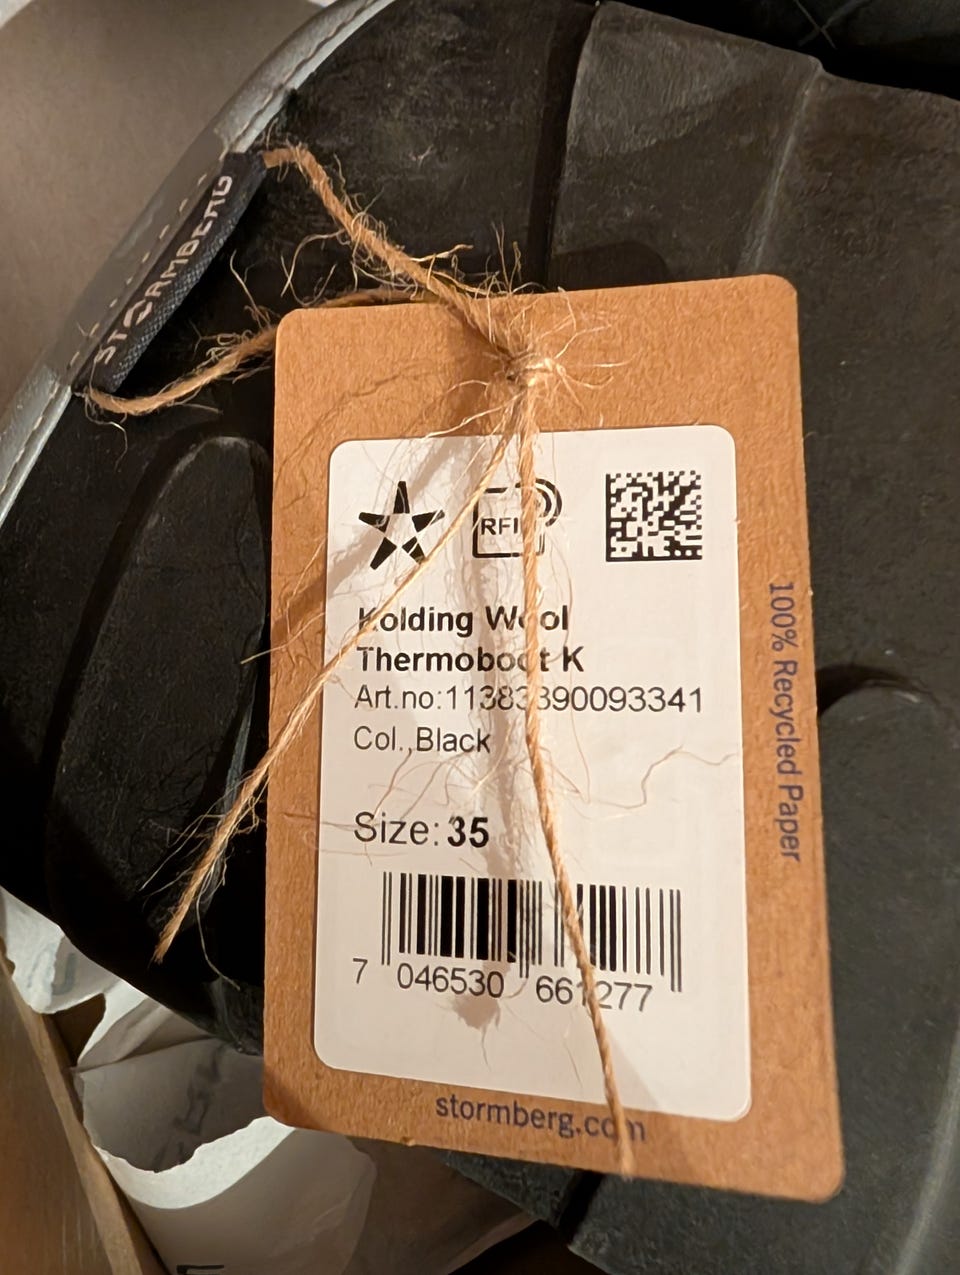 STORMBERG
RFID
Kolding Wool
Thermoboot K
Art.no:11383390093341
Col.,Black
Size: 35
7 046530 661277
stormberg.com
100% Recycled Paper